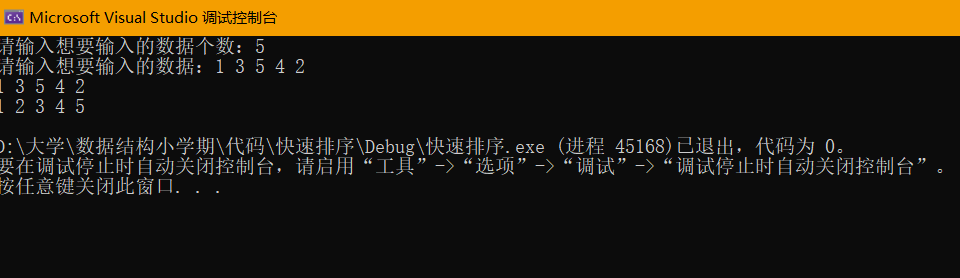 Microsoft Visual Studio 调试控制台
请输入想要输入的数据个数：5
请输入想要输入的数据：1 3 5 4 2
1 3 5 4 2
1 2 3 4 5
D:\大学\数据结构小学期\代码\快速排序\Debug\快速排序.exe (进程 45168)已退出，代码为 0。
要在调试停止时自动关闭控制台，请启用“工具”->“选项”->“调试”->“调试停止时自动关闭控制台”。
按任意键关闭此窗口. . .